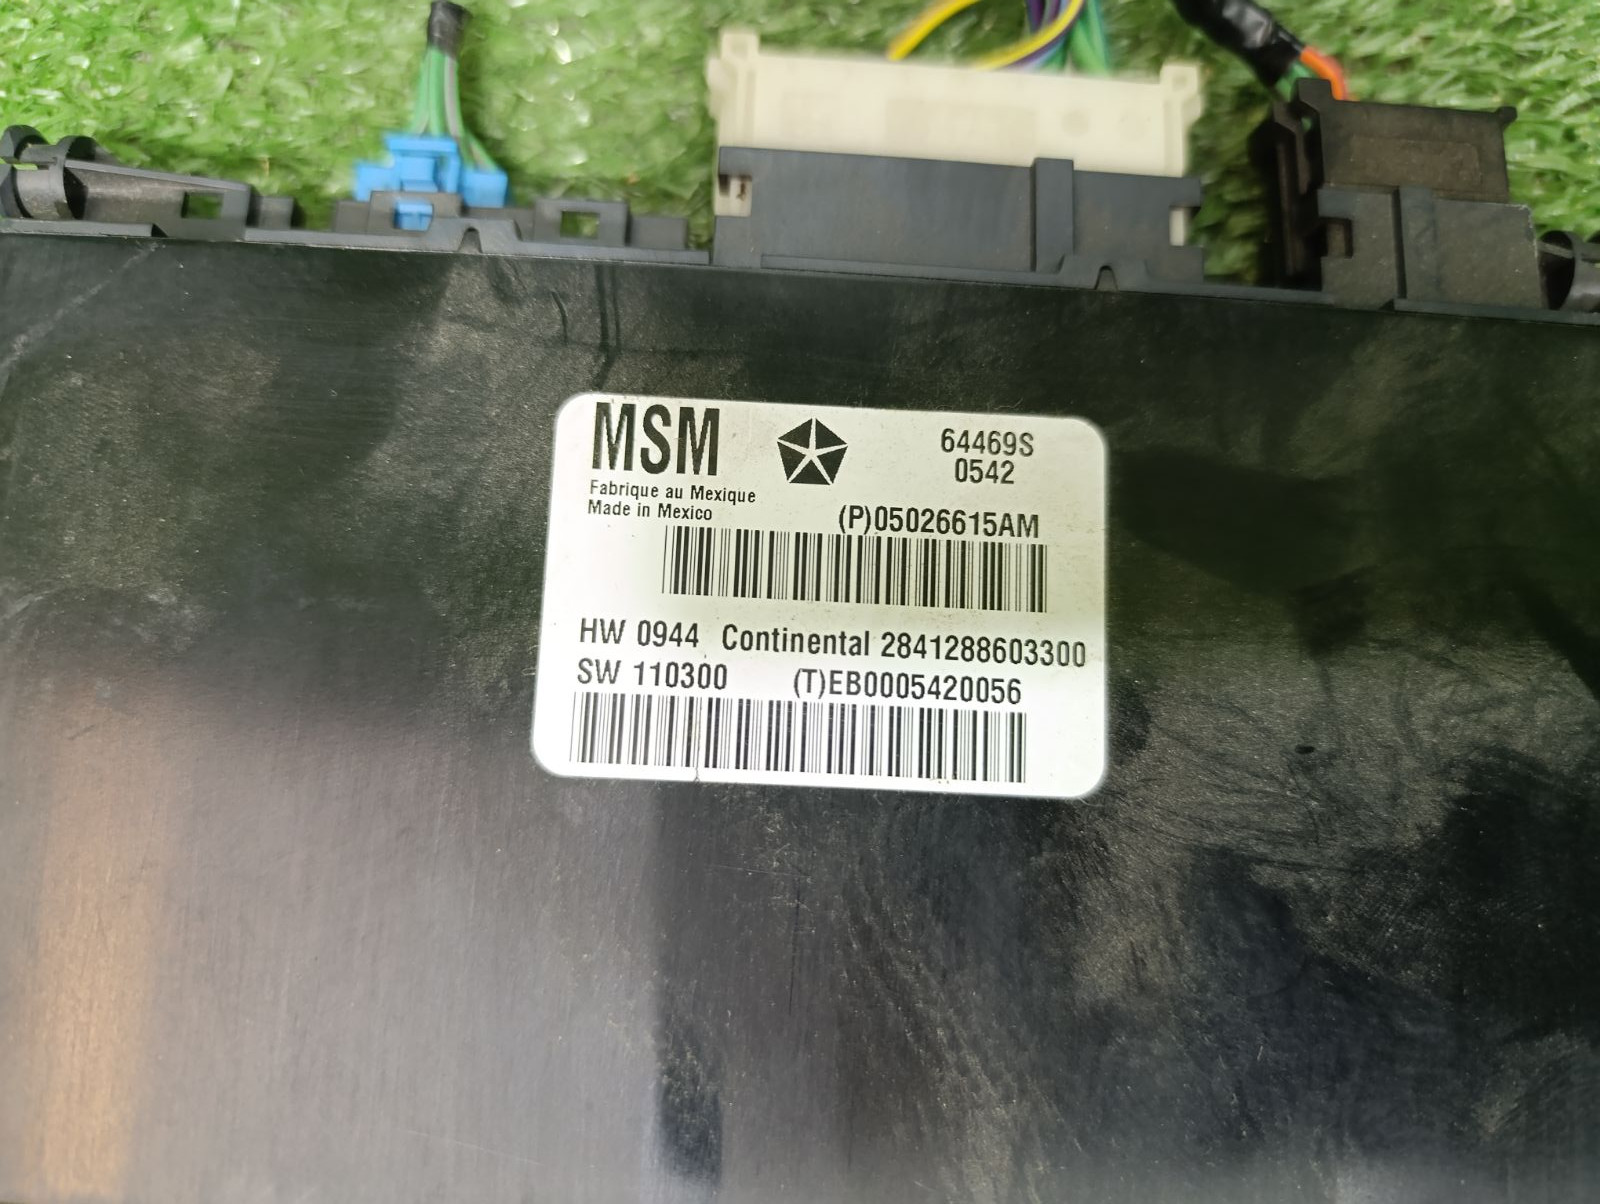 MSM
64469S
0542
Fabrique au Mexique
Made in Mexico
(P)05026615AM
HW 0944 Continental 2841288603300
SW 110300 (T)EB0005420056